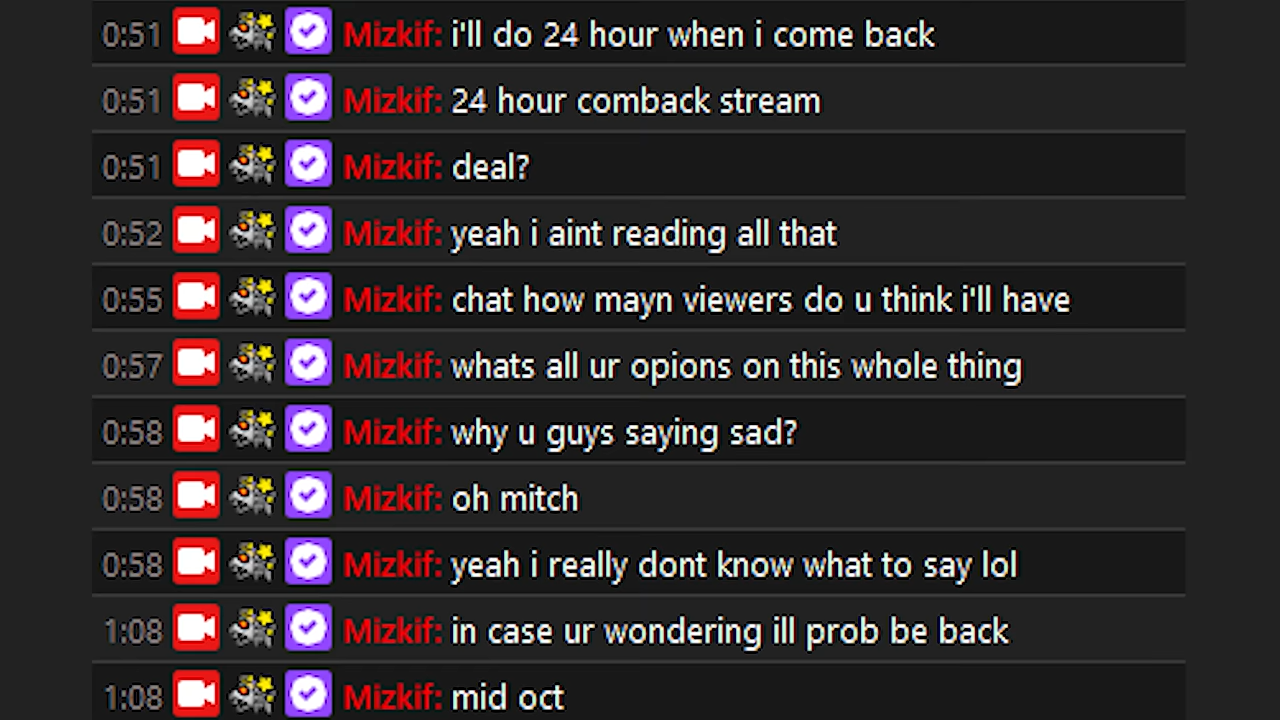 0:51 Mizkif: i'll do 24 hour when i come back
0:51 Mizkif: 24 hour comback stream
0:51 Mizkif: deal?
0:52 Mizkif: yeah i aint reading all that
0:55 Mizkif: chat how mayn viewers do u think i'll have
0:57 Mizkif: whats all ur opions on this whole thing
0:58 Mizkif: why u guys saying sad?
0:58 Mizkif: oh mitch
0:58 Mizkif: yeah i really dont know what to say lol
1:08 Mizkif: in case ur wondering ill prob be back
1:08 Mizkif: mid oct